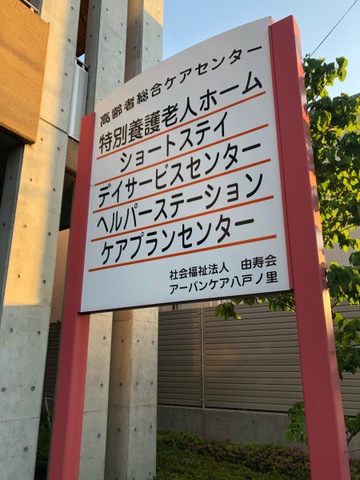 高齢者総合ケアセンター
特別養護老人ホーム
ショートステイ
デイサービスセンター
ヘルパーステーション
ケアプランセンター
社会福祉法人 由寿会
アーバンケア八戸ノ里